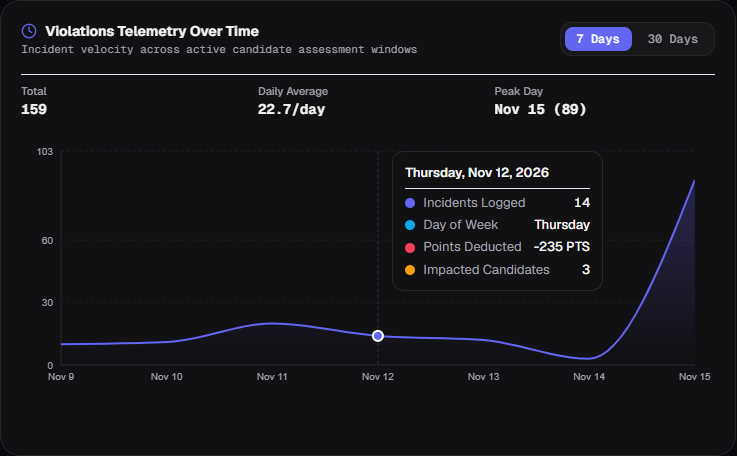 Violations Telemetry Over Time
Incident velocity across active candidate assessment windows
7 Days
30 Days
Total
159
Daily Average
22.7/day
Peak Day
Nov 15 (89)
103
60
30
0
Thursday, Nov 12, 2026
Incidents Logged 14
Day of Week Thursday
Points Deducted -235 PTS
Impacted Candidates 3
Nov 9 Nov 10 Nov 11 Nov 12 Nov 13 Nov 14 Nov 15